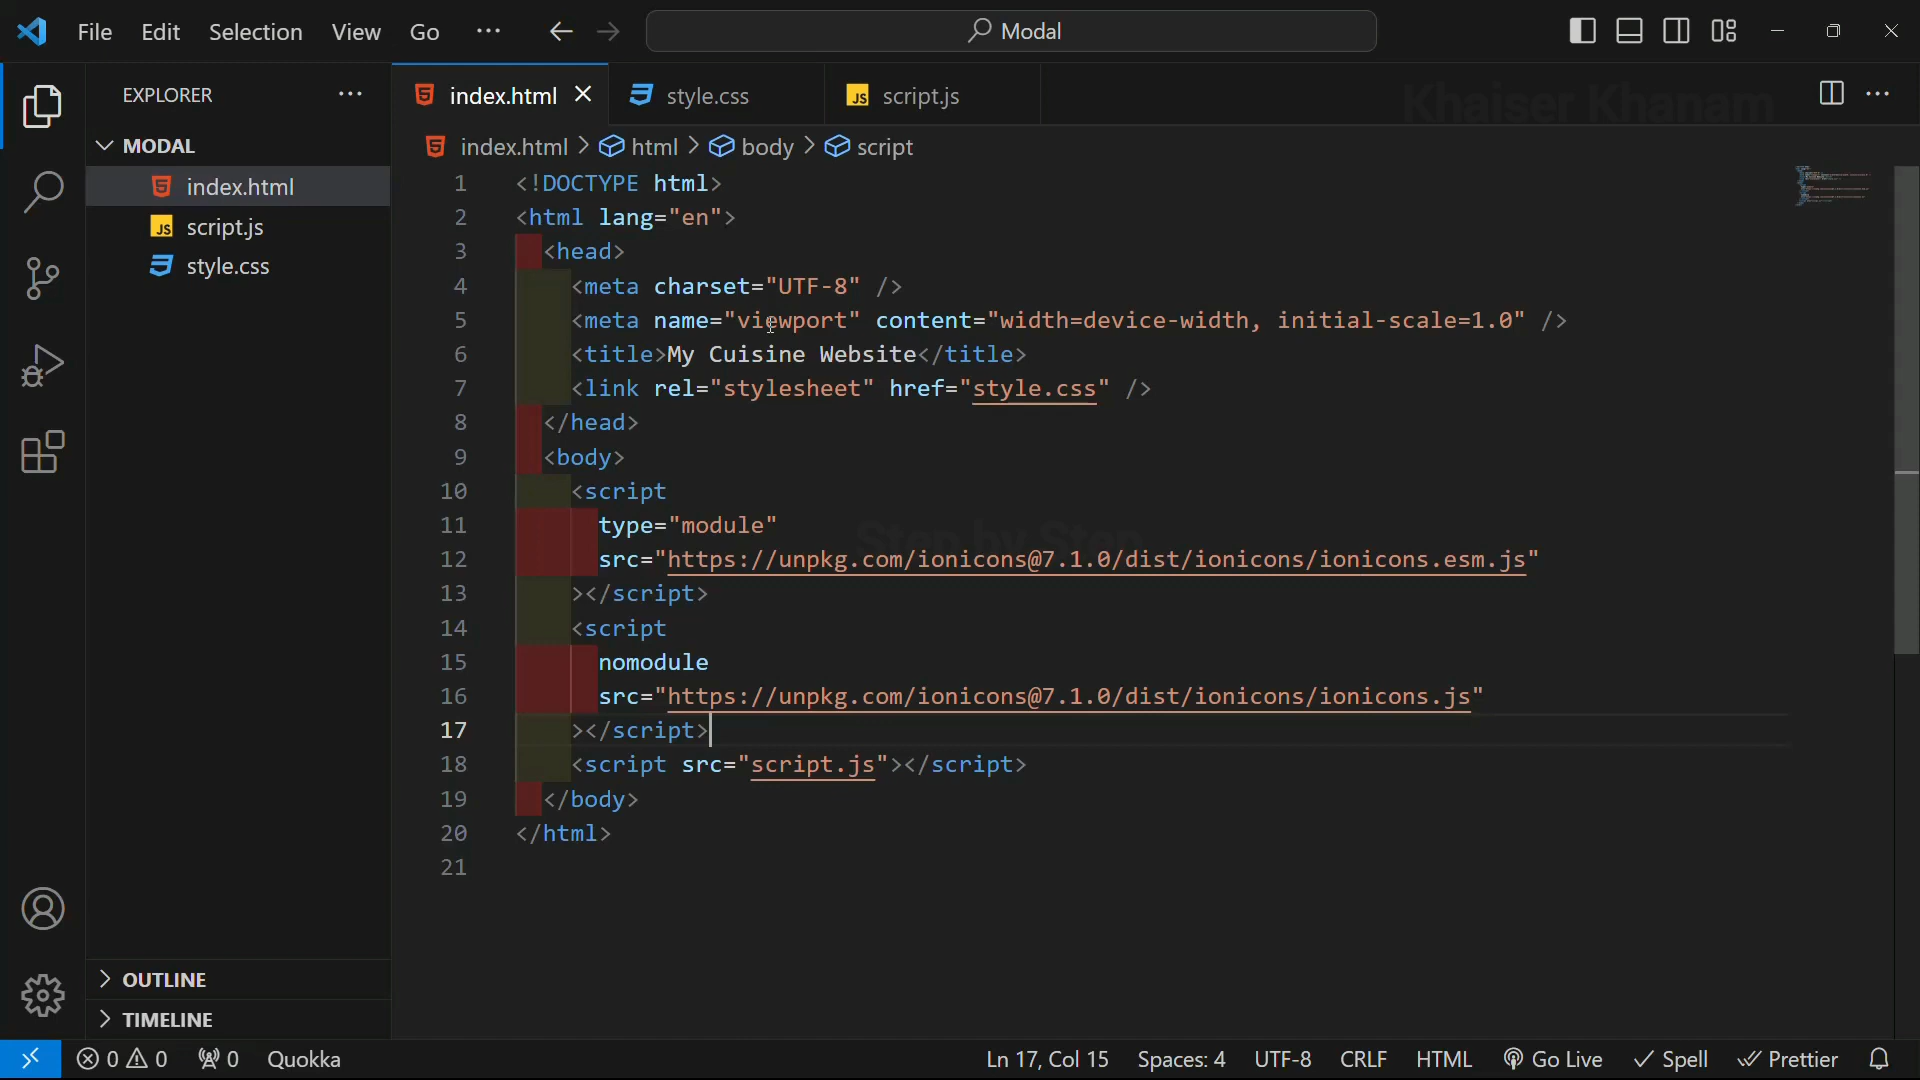 File Edit Selection View Go ··· Modal
EXPLORER ···
MODAL
index.html
script.js
style.css
OUTLINE
TIMELINE
index.html style.css script.js
Khaiser Khanam
index.html > html > body > script
1 <!DOCTYPE html>
2 <html lang="en">
3 <head>
4 <meta charset="UTF-8" />
5 <meta name="viewport" content="width=device-width, initial-scale=1.0" />
6 <title>My Cuisine Website</title>
7 <link rel="stylesheet" href="style.css" />
8 </head>
9 <body>
10 <script
11 type="module"
12 src="https://unpkg.com/ionicons@7.1.0/dist/ionicons/ionicons.esm.js"
13 ></script>
14 <script
15 nomodule
16 src="https://unpkg.com/ionicons@7.1.0/dist/ionicons/ionicons.js"
17 ></script>
18 <script src="script.js"></script>
19 </body>
20 </html>
21
Step by Step
0 0 0 Quokka Ln 17, Col 15 Spaces: 4 UTF-8 CRLF HTML Go Live Spell Prettier